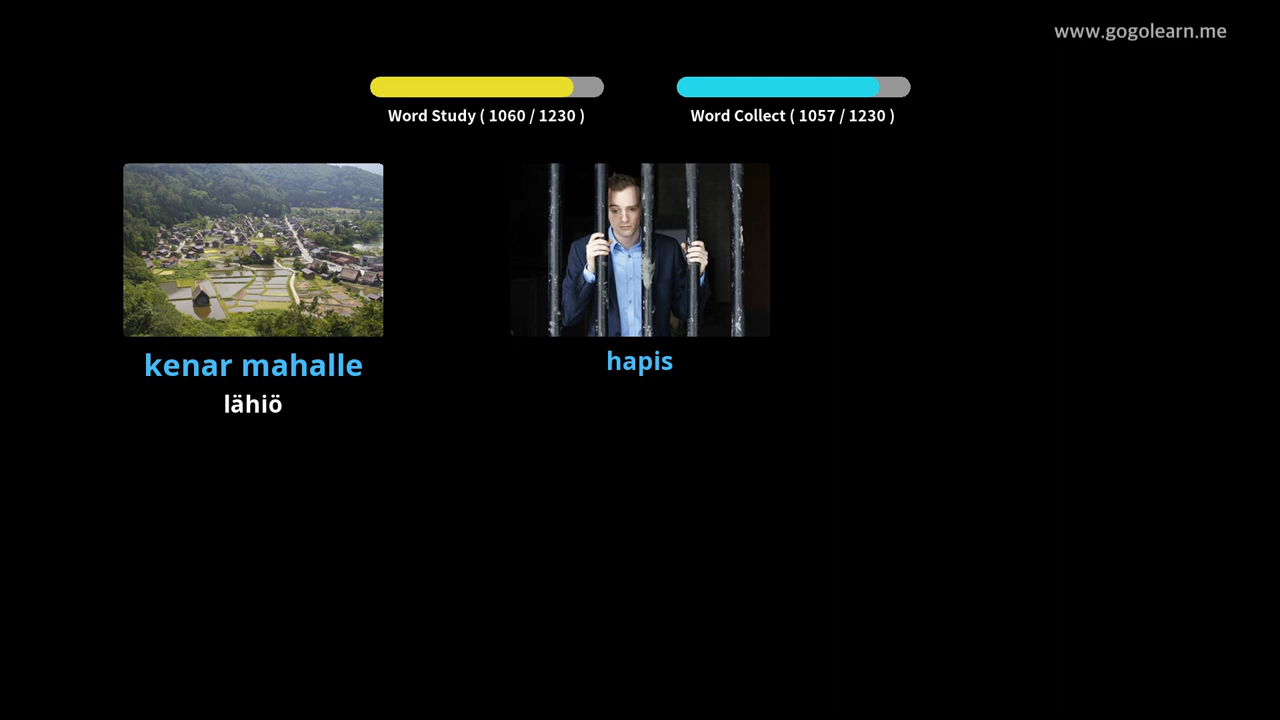 www.gogolearn.me
Word Study ( 1060 / 1230 )
Word Collect ( 1057 / 1230 )
kenar mahalle
lähiö
hapis